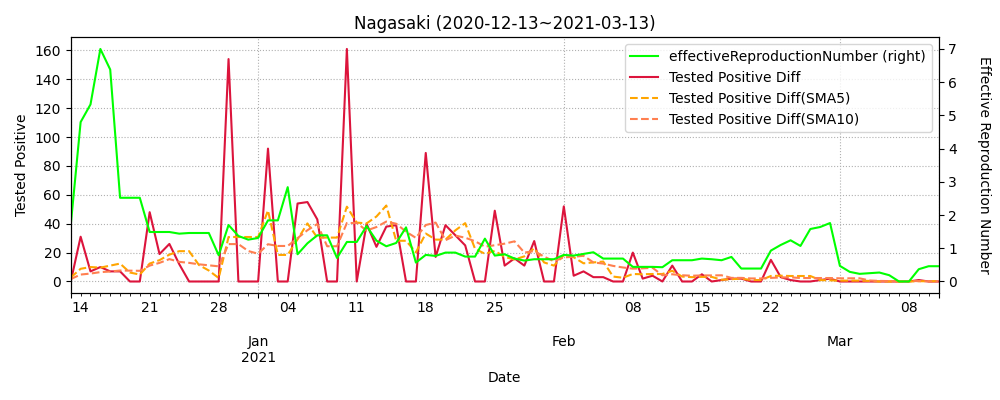 Nagasaki (2020-12-13~2021-03-13)
effectiveReproductionNumber (right)
Tested Positive Diff
Tested Positive Diff(SMA5)
Tested Positive Diff(SMA10)
Tested Positive
160
140
120
100
80
60
40
20
0
7
6
5
4
3
2
1
0
Effective Reproduction Number
14 21 28 04 11 18 25 08 15 22 08
Jan Feb Mar
2021
Date